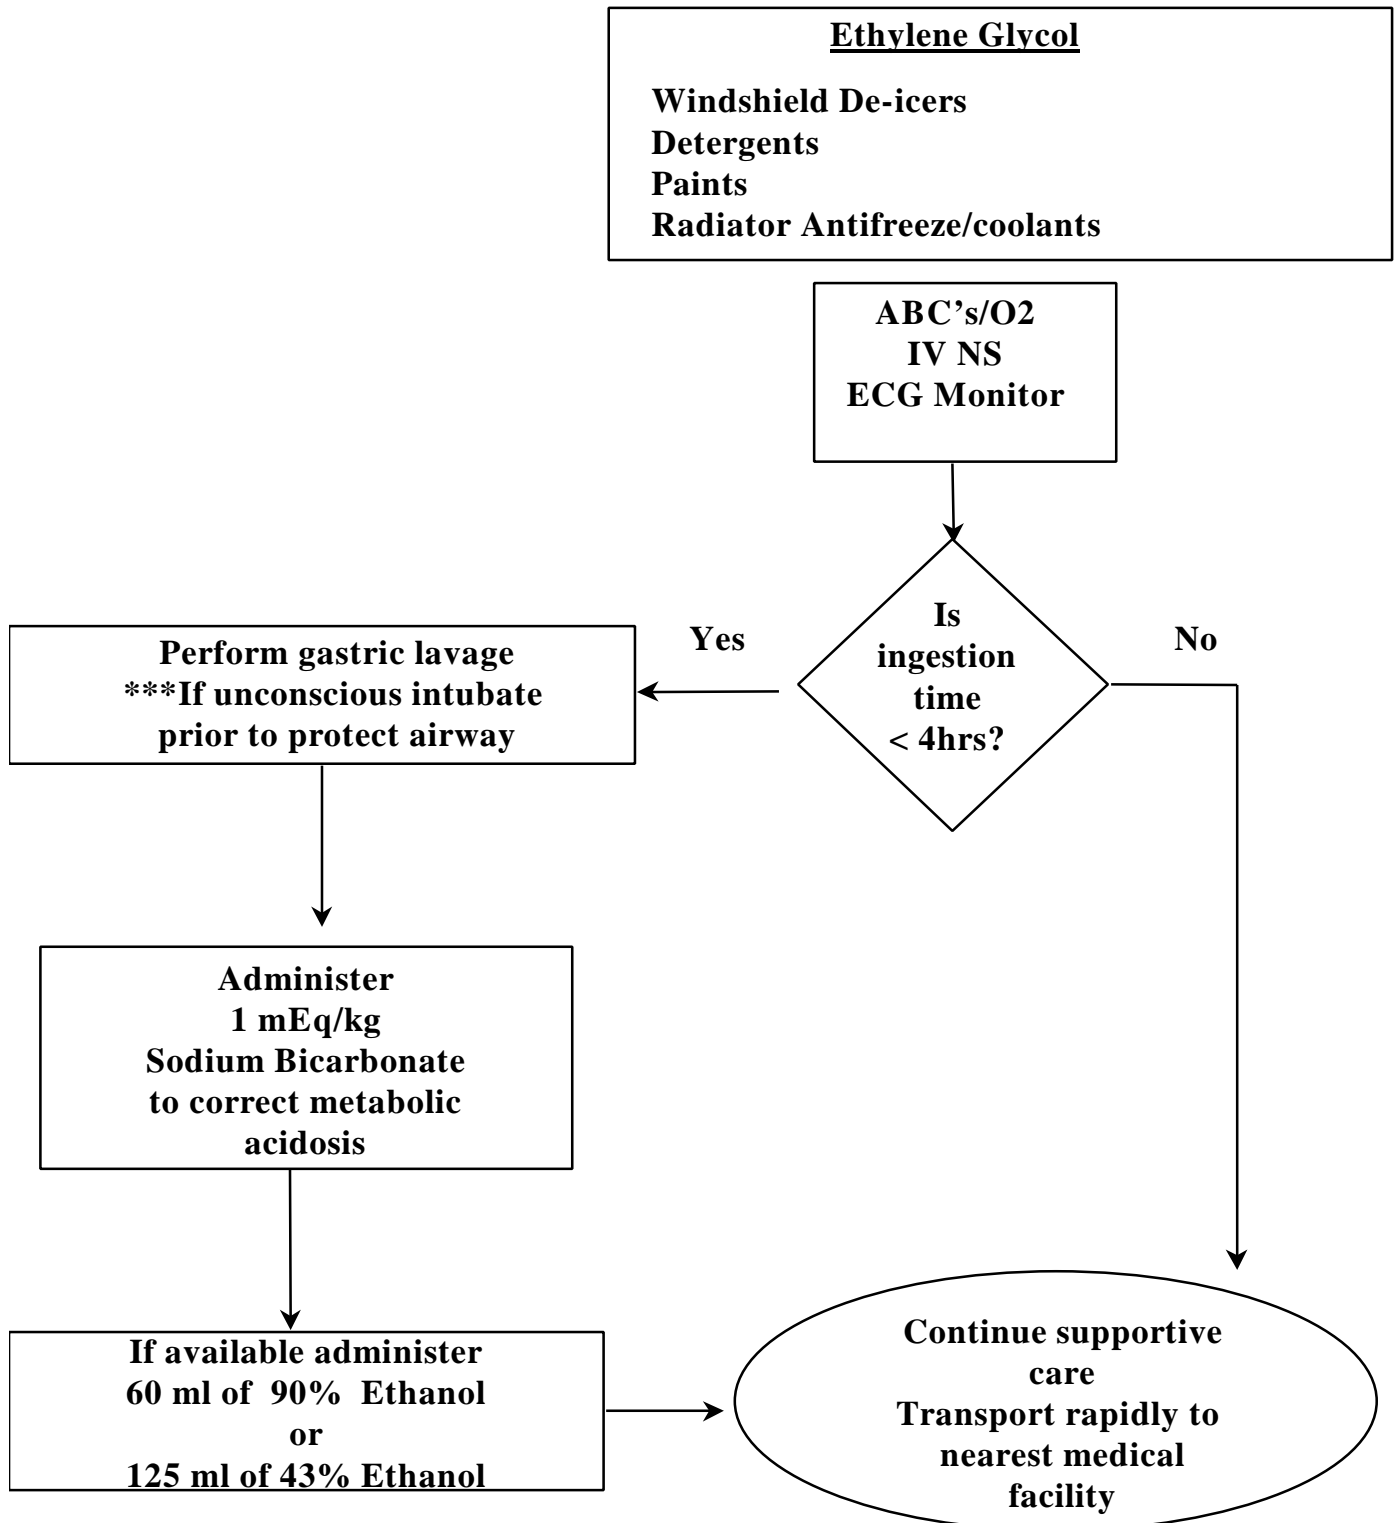 Ethylene Glycol
Windshield De-icers
Detergents
Paints
Radiator Antifreeze/coolants
ABC’s/O2
IV NS
ECG Monitor
Is
ingestion
time
< 4hrs?
Yes
No
Perform gastric lavage
***If unconscious intubate
prior to protect airway
Administer
1 mEq/kg
Sodium Bicarbonate
to correct metabolic
acidosis
If available administer
60 ml of 90% Ethanol
or
125 ml of 43% Ethanol
Continue supportive
care
Transport rapidly to
nearest medical
facility